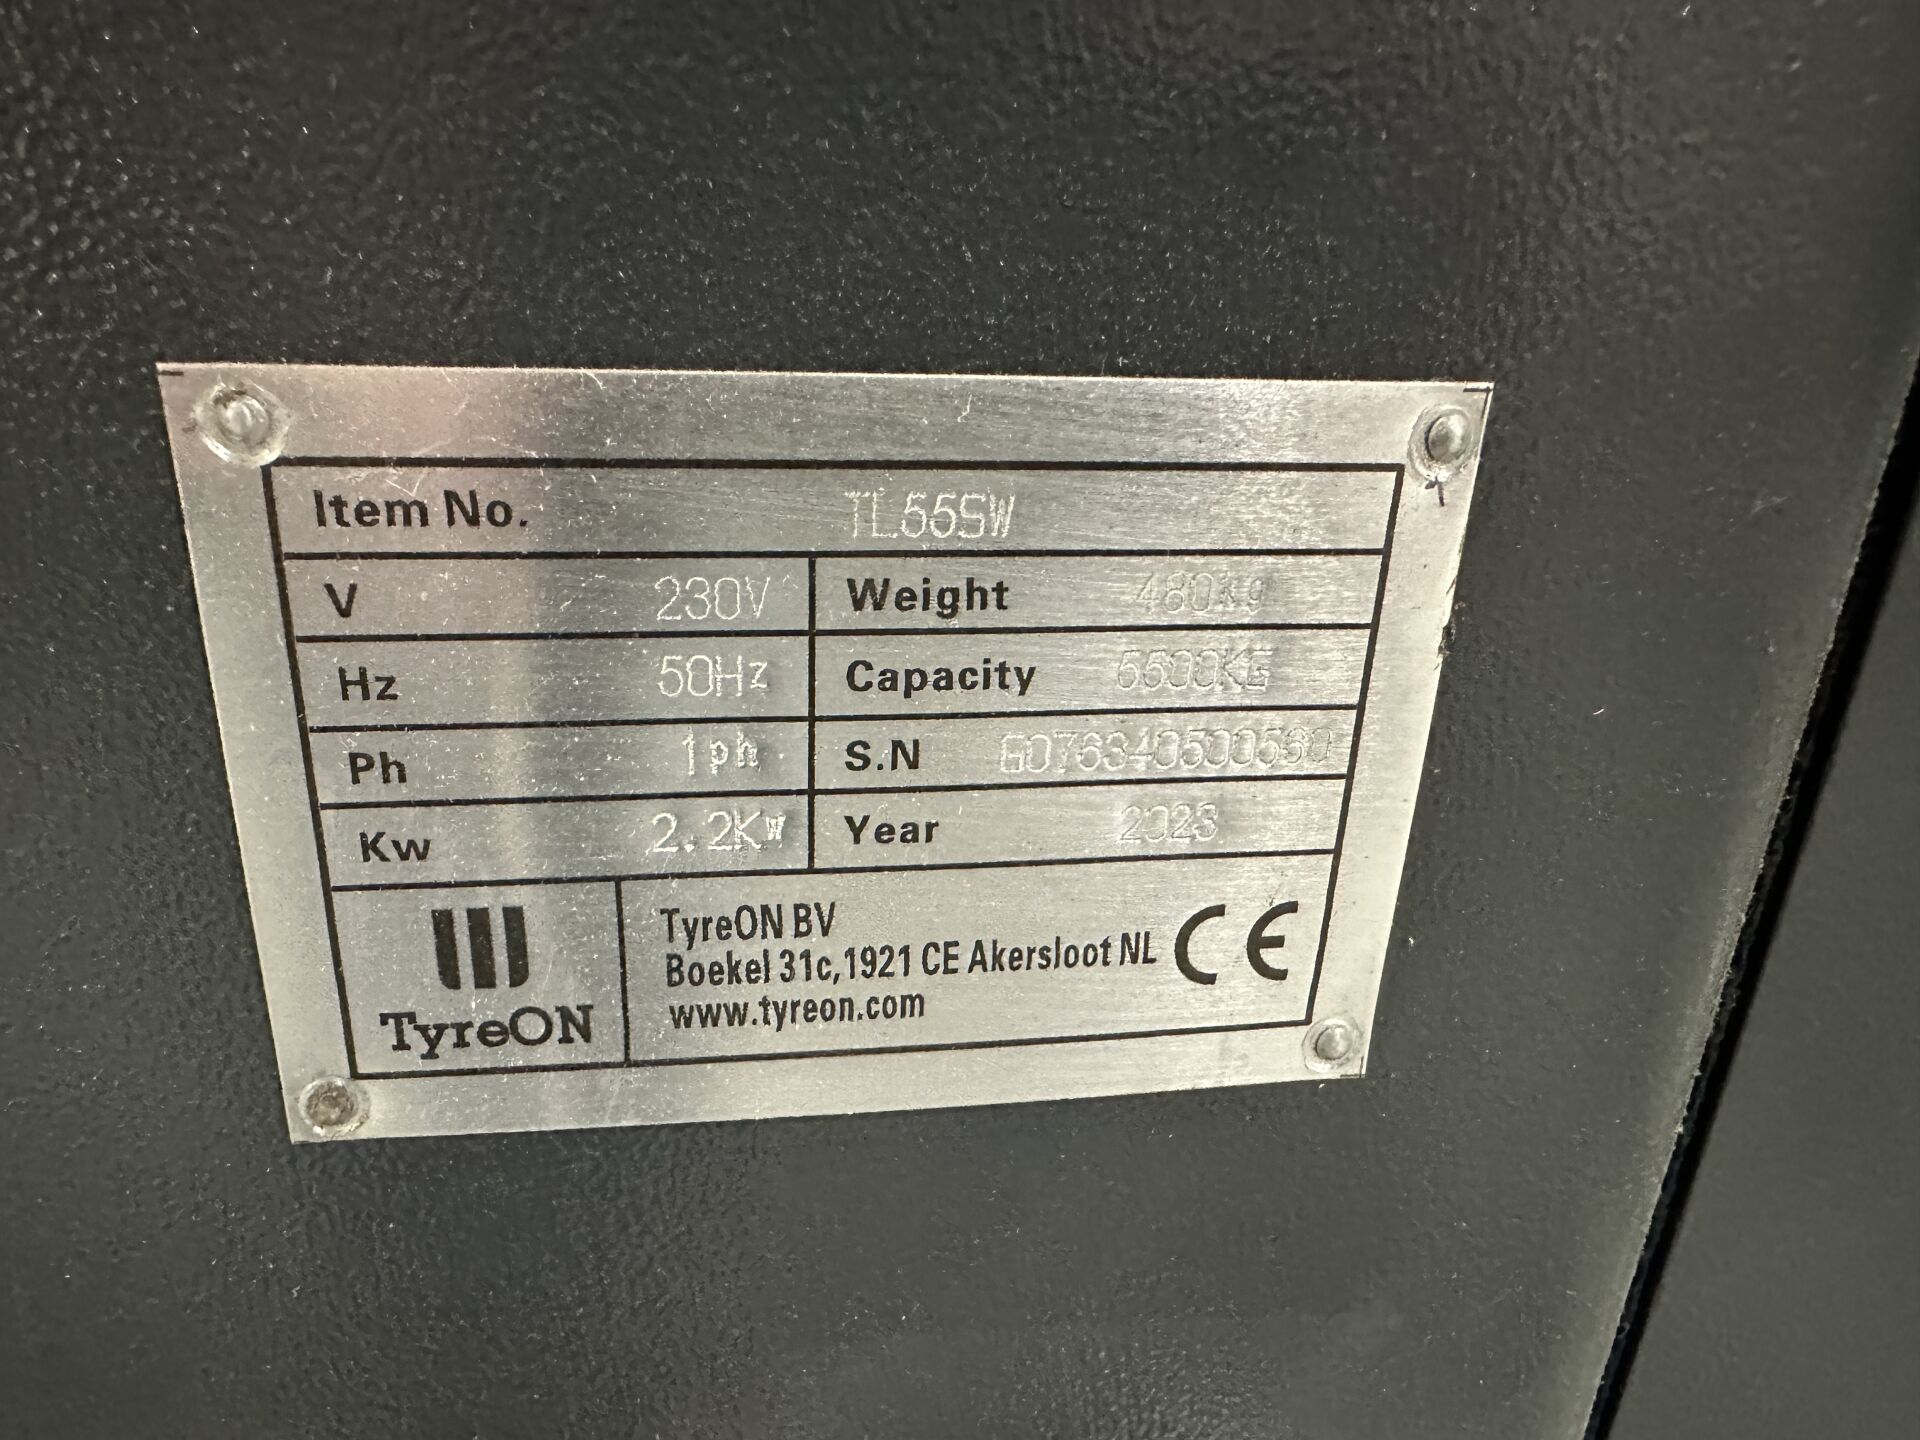 Item No. TL55SW
V 230V Weight 480Kg
Hz 50Hz Capacity 5500KG
Ph 1ph S.N G076340500530
Kw 2.2KW Year 2023
TyreON
TyreON BV
Boekel 31c,1921 CE Akersloot NL
www.tyreon.com
CE